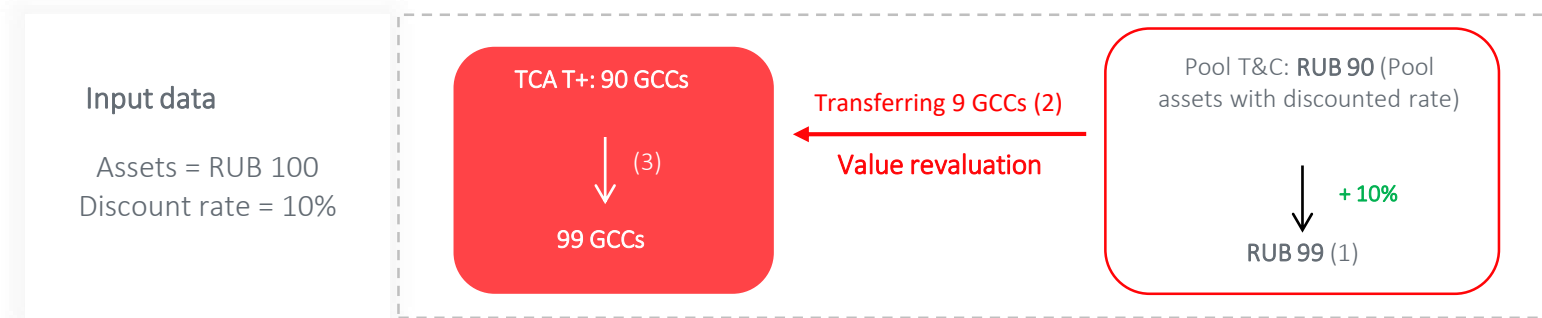 Input data
Assets = RUB 100
Discount rate = 10%
TCA T+: 90 GCCs
(3)
99 GCCs
Transferring 9 GCCs (2)
Value revaluation
Pool T&C: RUB 90 (Pool
assets with discounted rate)
+ 10%
RUB 99 (1)